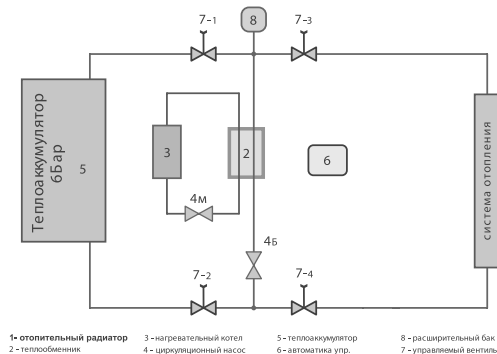 7-1
8
7-3
Теплоаккумулятор
6Бар
5
3
2
6
система отопления
4м
4Б
7-2
7-4
1- отопительный радиатор
3 - нагревательный котел
5 - теплоаккумулятор
8 - расширительный бак
2 - теплообменник
4 - циркуляционный насос
6 - автоматика упр.
7 - управляемый вентиль